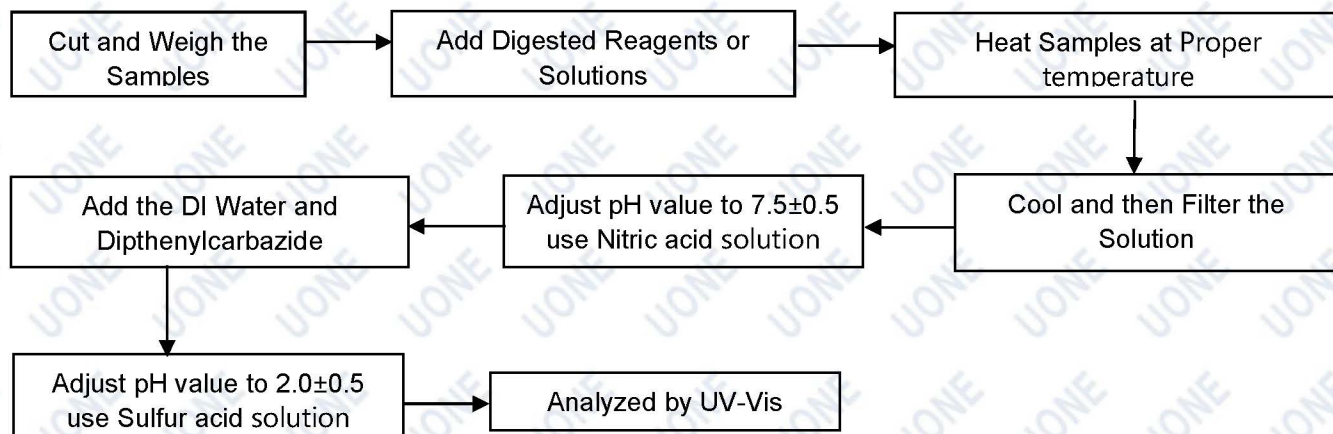 Cut and Weigh the
Samples
Add Digested Reagents or
Solutions
Heat Samples at Proper
temperature
Cool and then Filter the
Solution
Adjust pH value to 7.5±0.5
use Nitric acid solution
Add the DI Water and
Dipthenylcarbazide
Adjust pH value to 2.0±0.5
use Sulfur acid solution
Analyzed by UV-Vis
UONE